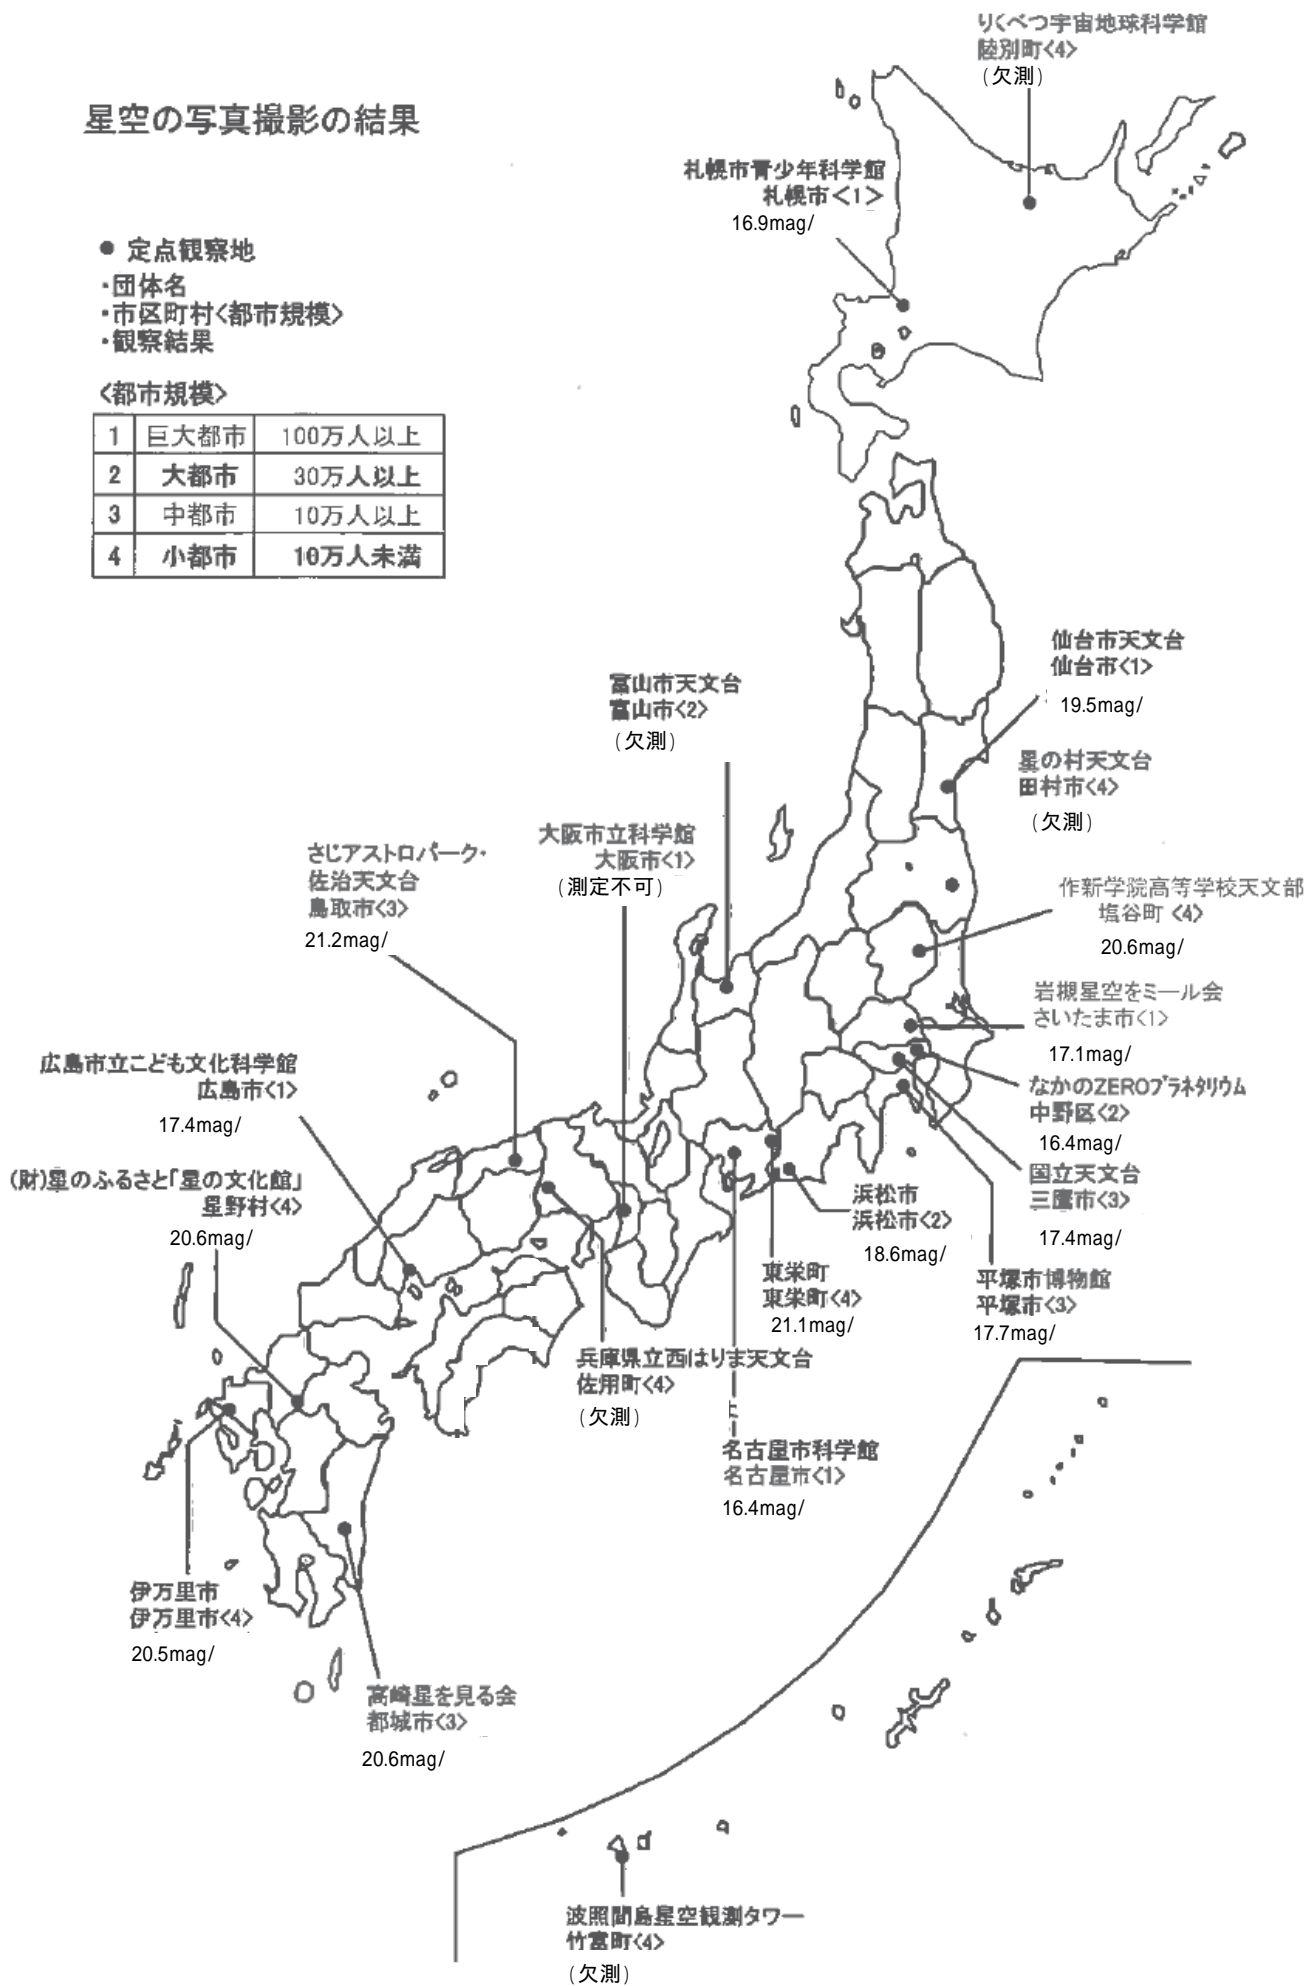 りくべつ宇宙地球科学館
陸別町<4>
(欠測)
星空の写真撮影の結果
札幌市青少年科学館
札幌市<1>
16.9mag/
● 定点観察地
・団体名
・市区町村<都市規模>
・観察結果
<都市規模>
1 巨大都市 100万人以上
2 大都市 30万人以上
3 中都市 10万人以上
4 小都市 10万人未満
仙台市天文台
仙台市<1>
19.5mag/
富山市天文台
富山市<2>
(欠測)
星の村天文台
田村市<4>
(欠測)
大阪市立科学館
大阪市<1>
(測定不可)
さじアストロパーク・
佐治天文台
鳥取市<3>
21.2mag/
作新学院高等学校天文部
塩谷町 <4>
20.6mag/
岩槻星空をミール会
さいたま市<1>
17.1mag/
広島市立こども文化科学館
広島市<1>
17.4mag/
なかのZEROプラネタリウム
中野区<2>
16.4mag/
(財)星のふるさと「星の文化館」
星野村<4>
20.6mag/
国立天文台
三鷹市<3>
17.4mag/
浜松市
浜松市<2>
18.6mag/
東栄町
東栄町<4>
21.1mag/
平塚市博物館
平塚市<3>
17.7mag/
兵庫県立西はりま天文台
佐用町<4>
(欠測)
名古屋市科学館
名古屋市<1>
16.4mag/
伊万里市
伊万里市<4>
20.5mag/
高崎星を見る会
都城市<3>
20.6mag/
波照間島星空観測タワー
竹富町<4>
(欠測)